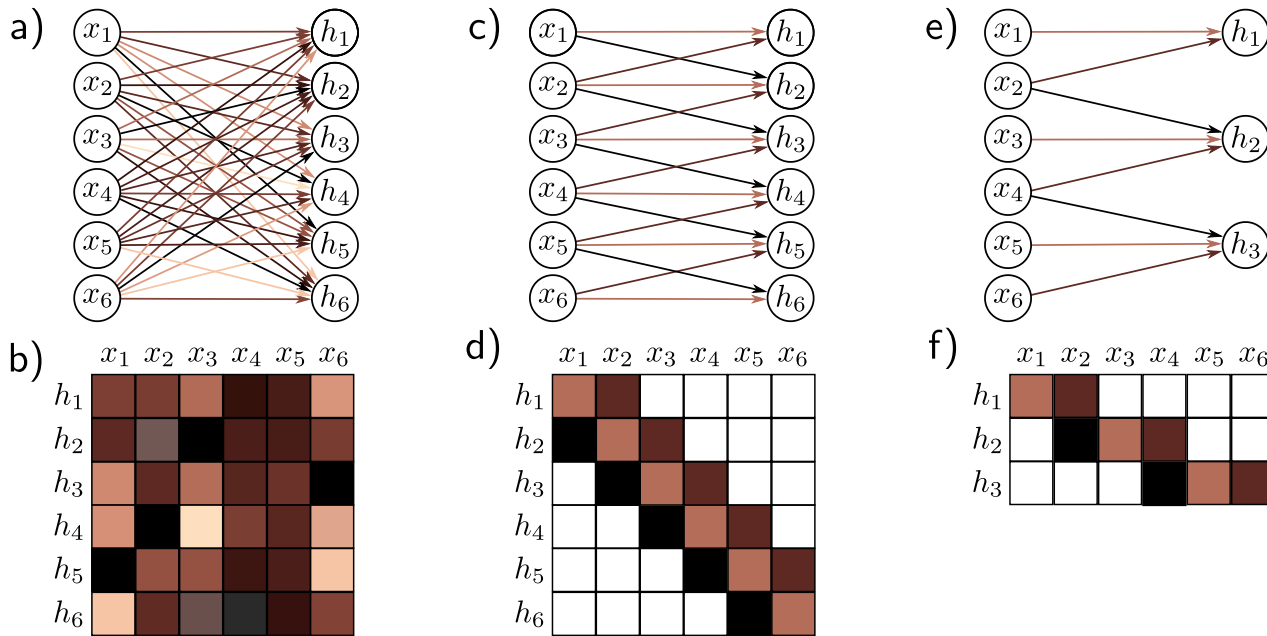 a)
x₁ h₁
x₂ h₂
x₃ h₃
x₄ h₄
x₅ h₅
x₆ h₆
b)
x₁ x₂ x₃ x₄ x₅ x₆
h₁
h₂
h₃
h₄
h₅
h₆
c)
x₁ h₁
x₂ h₂
x₃ h₃
x₄ h₄
x₅ h₅
x₆ h₆
d)
x₁ x₂ x₃ x₄ x₅ x₆
h₁
h₂
h₃
h₄
h₅
h₆
e)
x₁ h₁
x₂
x₃ h₂
x₄
x₅ h₃
x₆
f)
x₁ x₂ x₃ x₄ x₅ x₆
h₁
h₂
h₃